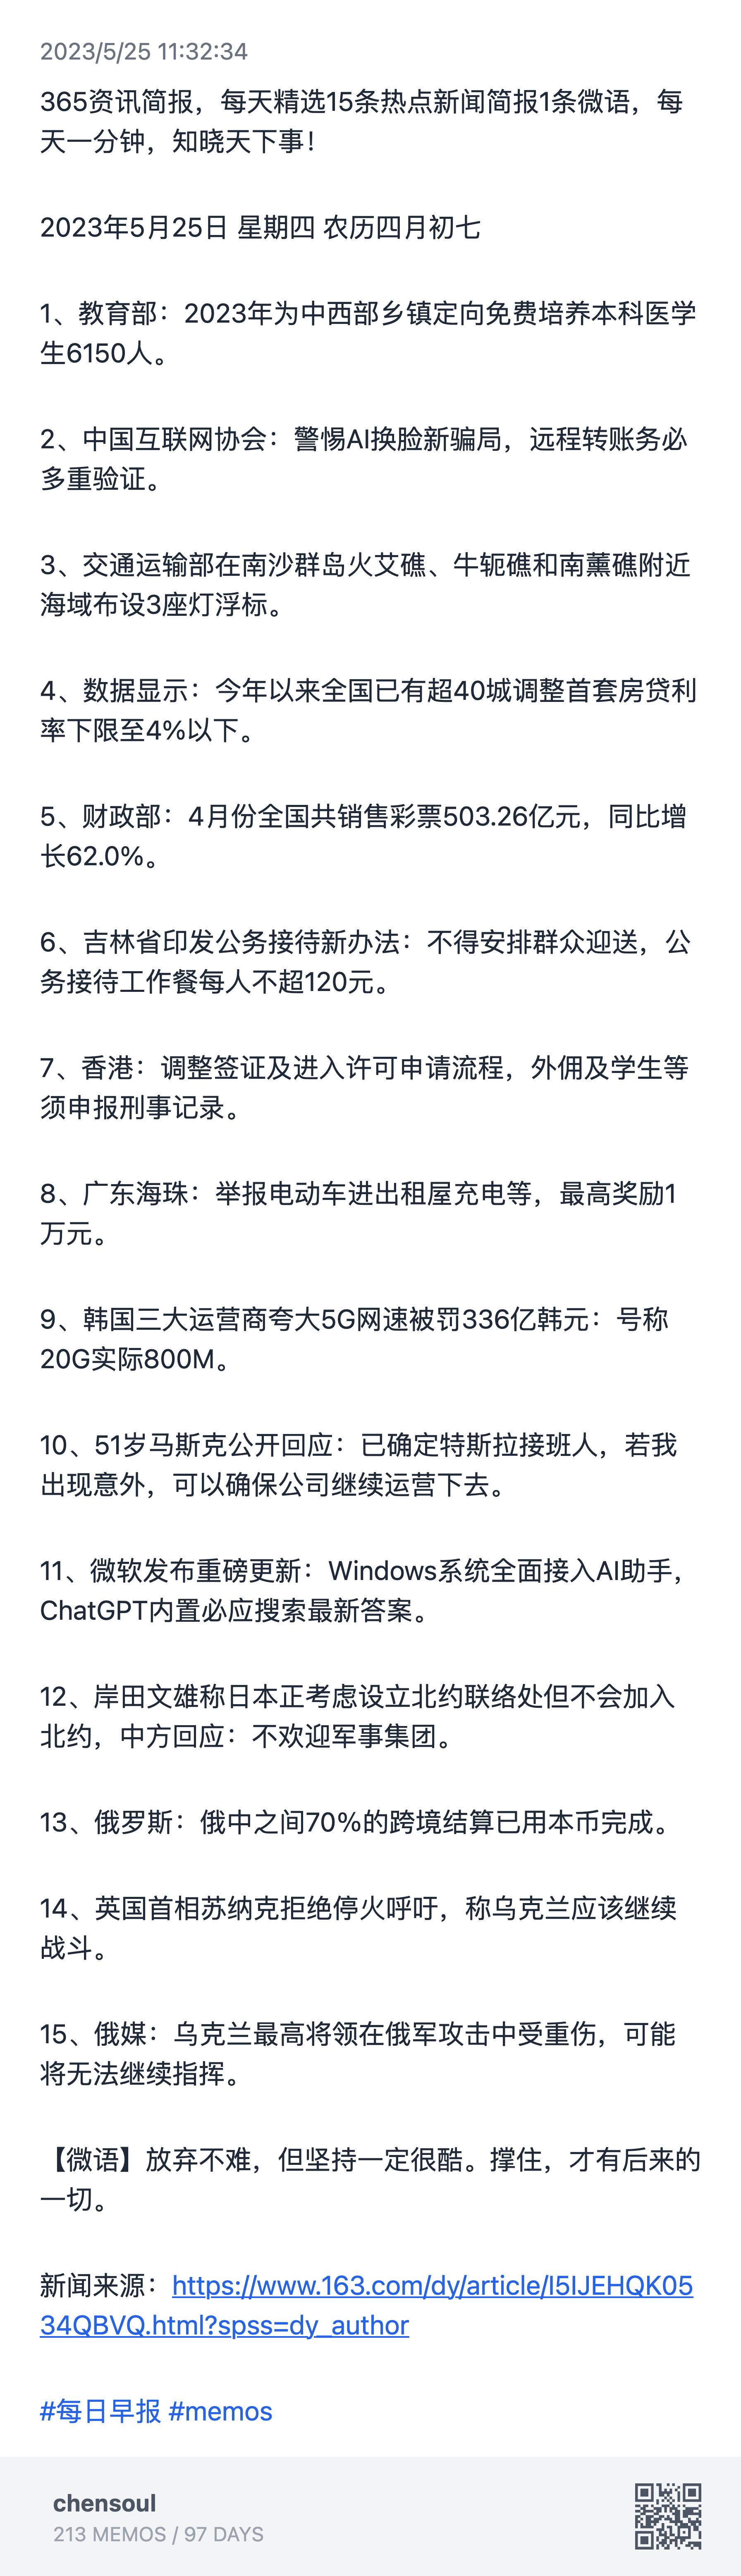 2023/5/25 11:32:34
365资讯简报，每天精选15条热点新闻简报1条微语，每
天一分钟，知晓天下事！
2023年5月25日 星期四 农历四月初七
1、教育部：2023年为中西部乡镇定向免费培养本科医学
生6150人。
2、中国互联网协会：警惕AI换脸新骗局，远程转账务必
多重验证。
3、交通运输部在南沙群岛火艾礁、牛轭礁和南薰礁附近
海域布设3座灯浮标。
4、数据显示：今年以来全国已有超40城调整首套房贷利
率下限至4%以下。
5、财政部：4月份全国共销售彩票503.26亿元，同比增
长62.0%。
6、吉林省印发公务接待新办法：不得安排群众迎送，公
务接待工作餐每人不超120元。
7、香港：调整签证及进入许可申请流程，外佣及学生等
须申报刑事记录。
8、广东海珠：举报电动车进出租屋充电等，最高奖励1
万元。
9、韩国三大运营商夸大5G网速被罚336亿韩元：号称
20G实际800M。
10、51岁马斯克公开回应：已确定特斯拉接班人，若我
出现意外，可以确保公司继续运营下去。
11、微软发布重磅更新：Windows系统全面接入AI助手，
ChatGPT内置必应搜索最新答案。
12、岸田文雄称日本正考虑设立北约联络处但不会加入
北约，中方回应：不欢迎军事集团。
13、俄罗斯：俄中之间70%的跨境结算已用本币完成。
14、英国首相苏纳克拒绝停火呼吁，称乌克兰应该继续
战斗。
15、俄媒：乌克兰最高将领在俄军攻击中受重伤，可能
将无法继续指挥。
【微语】放弃不难，但坚持一定很酷。撑住，才有后来的
一切。
新闻来源：https://www.163.com/dy/article/I5IJEHQK05
34QBVQ.html?spss=dy_author
#每日早报 #memos
chensoul
213 MEMOS / 97 DAYS